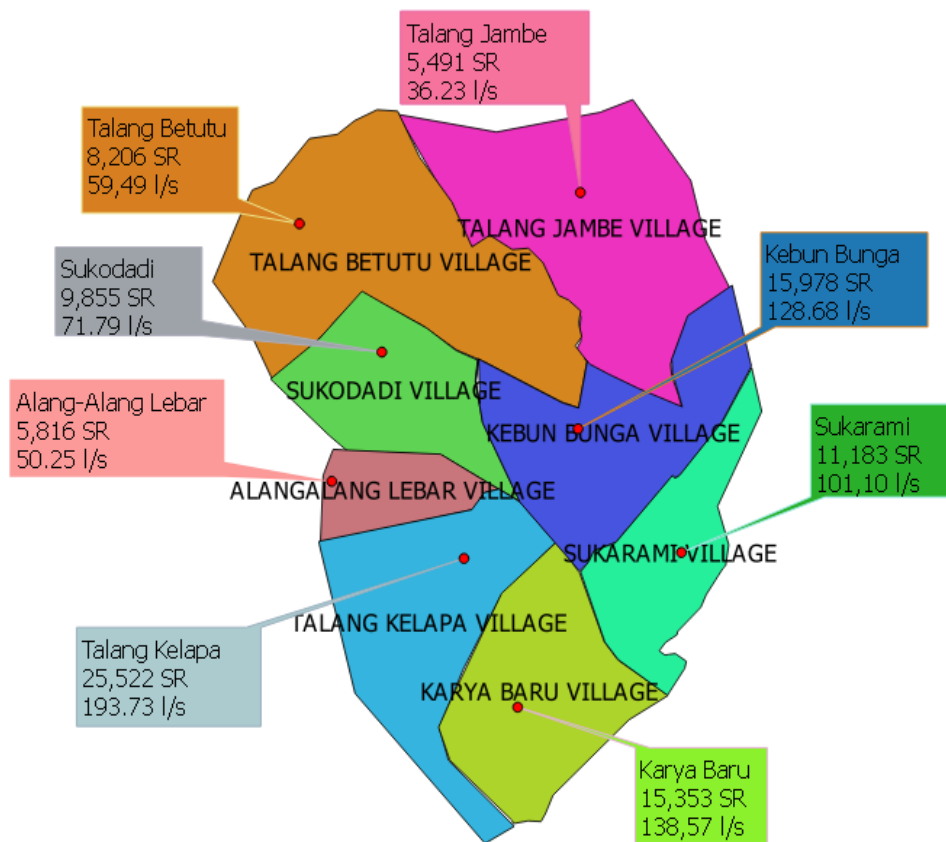 Talang Jambe
5,491 SR
36.23 l/s
Talang Betutu
8,206 SR
59,49 l/s
TALANG JAMBE VILLAGE
Kebun Bunga
15,978 SR
128.68 l/s
TALANG BETUTU VILLAGE
Sukodadi
9,855 SR
71.79 l/s
SUKODADI VILLAGE
Alang-Alang Lebar
5,816 SR
50.25 l/s
KEBUN BUNGA VILLAGE
Sukarami
11,183 SR
101,10 l/s
ALANGALANG LEBAR VILLAGE
SUKARAMI VILLAGE
TALANG KELAPA VILLAGE
Talang Kelapa
25,522 SR
193.73 l/s
KARYA BARU VILLAGE
Karya Baru
15,353 SR
138,57 l/s